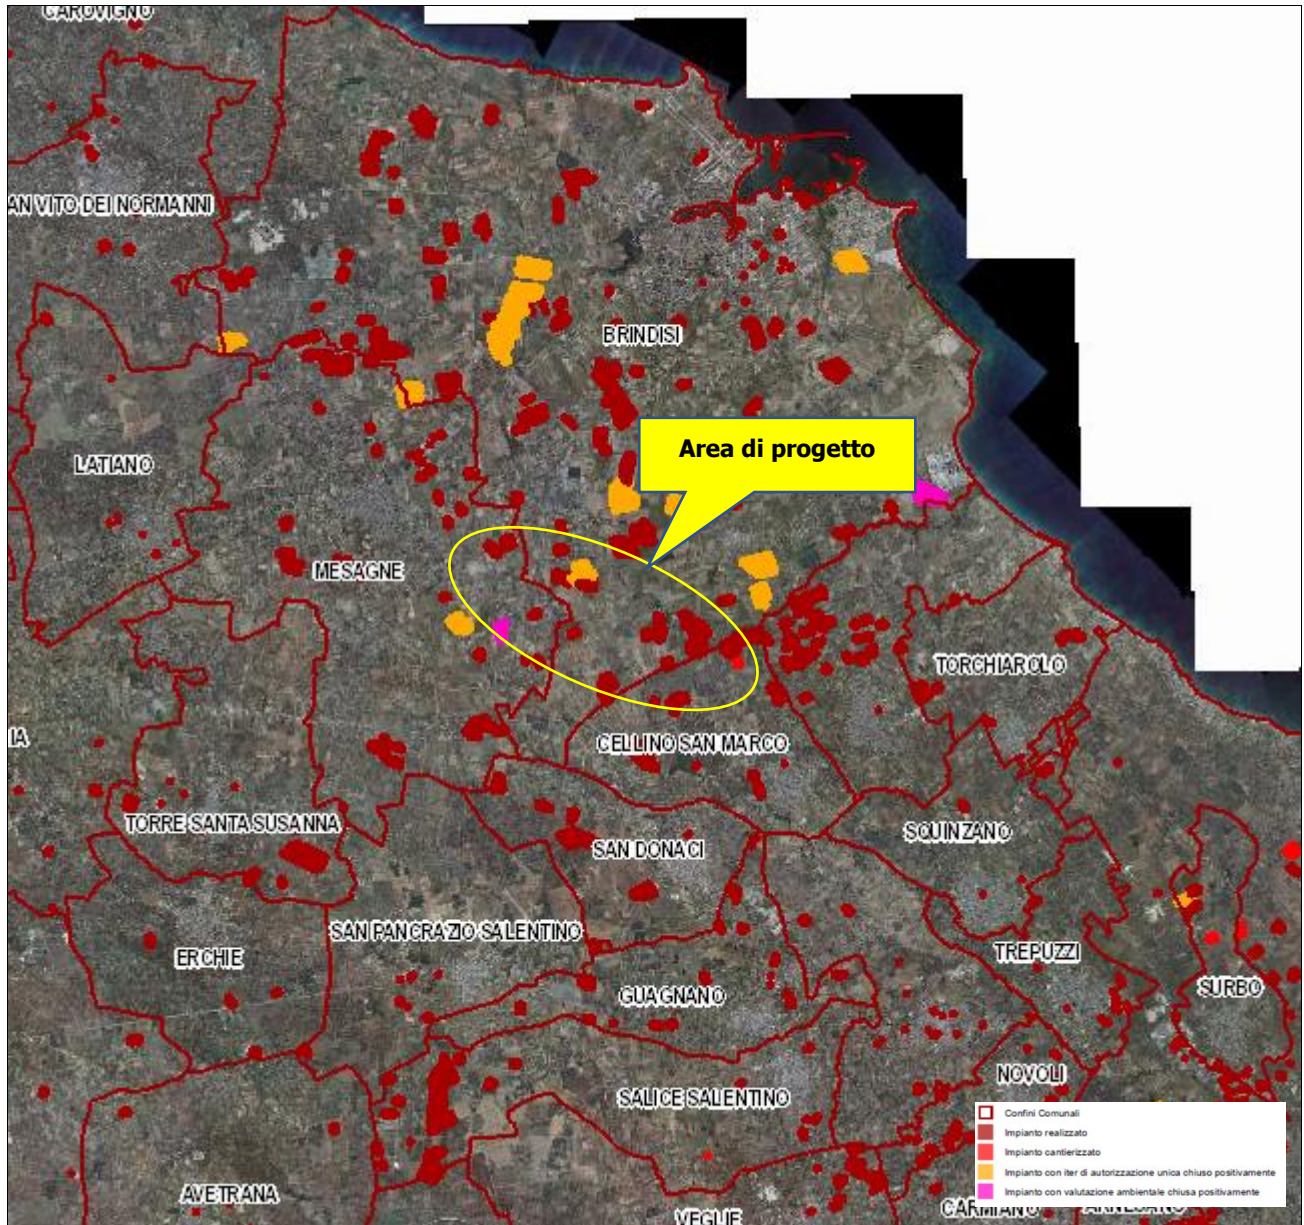 CAROVIGNO
AN VITO DEI NORMANNI
BRINDISI
Area di progetto
LATIANO
MESAGNE
TORCHIAROLO
IA
CELLINO SAN MARCO
TORRE SANTA SUSANNA
SAN DONACI
SQUINZANO
SAN PANCRAZIO SALENTINO
ERCHIE
TREPUZZI
GUAGNANO
SURBO
NOVOLI
SALICE SALENTINO
AVETRANA
VEGLIE
CARMIANO
ARNESANO
Confini Comunali
Impianto realizzato
Impianto cantierizzato
Impianto con iter di autorizzazione unica chiuso positivamente
Impianto con valutazione ambientale chiusa positivamente